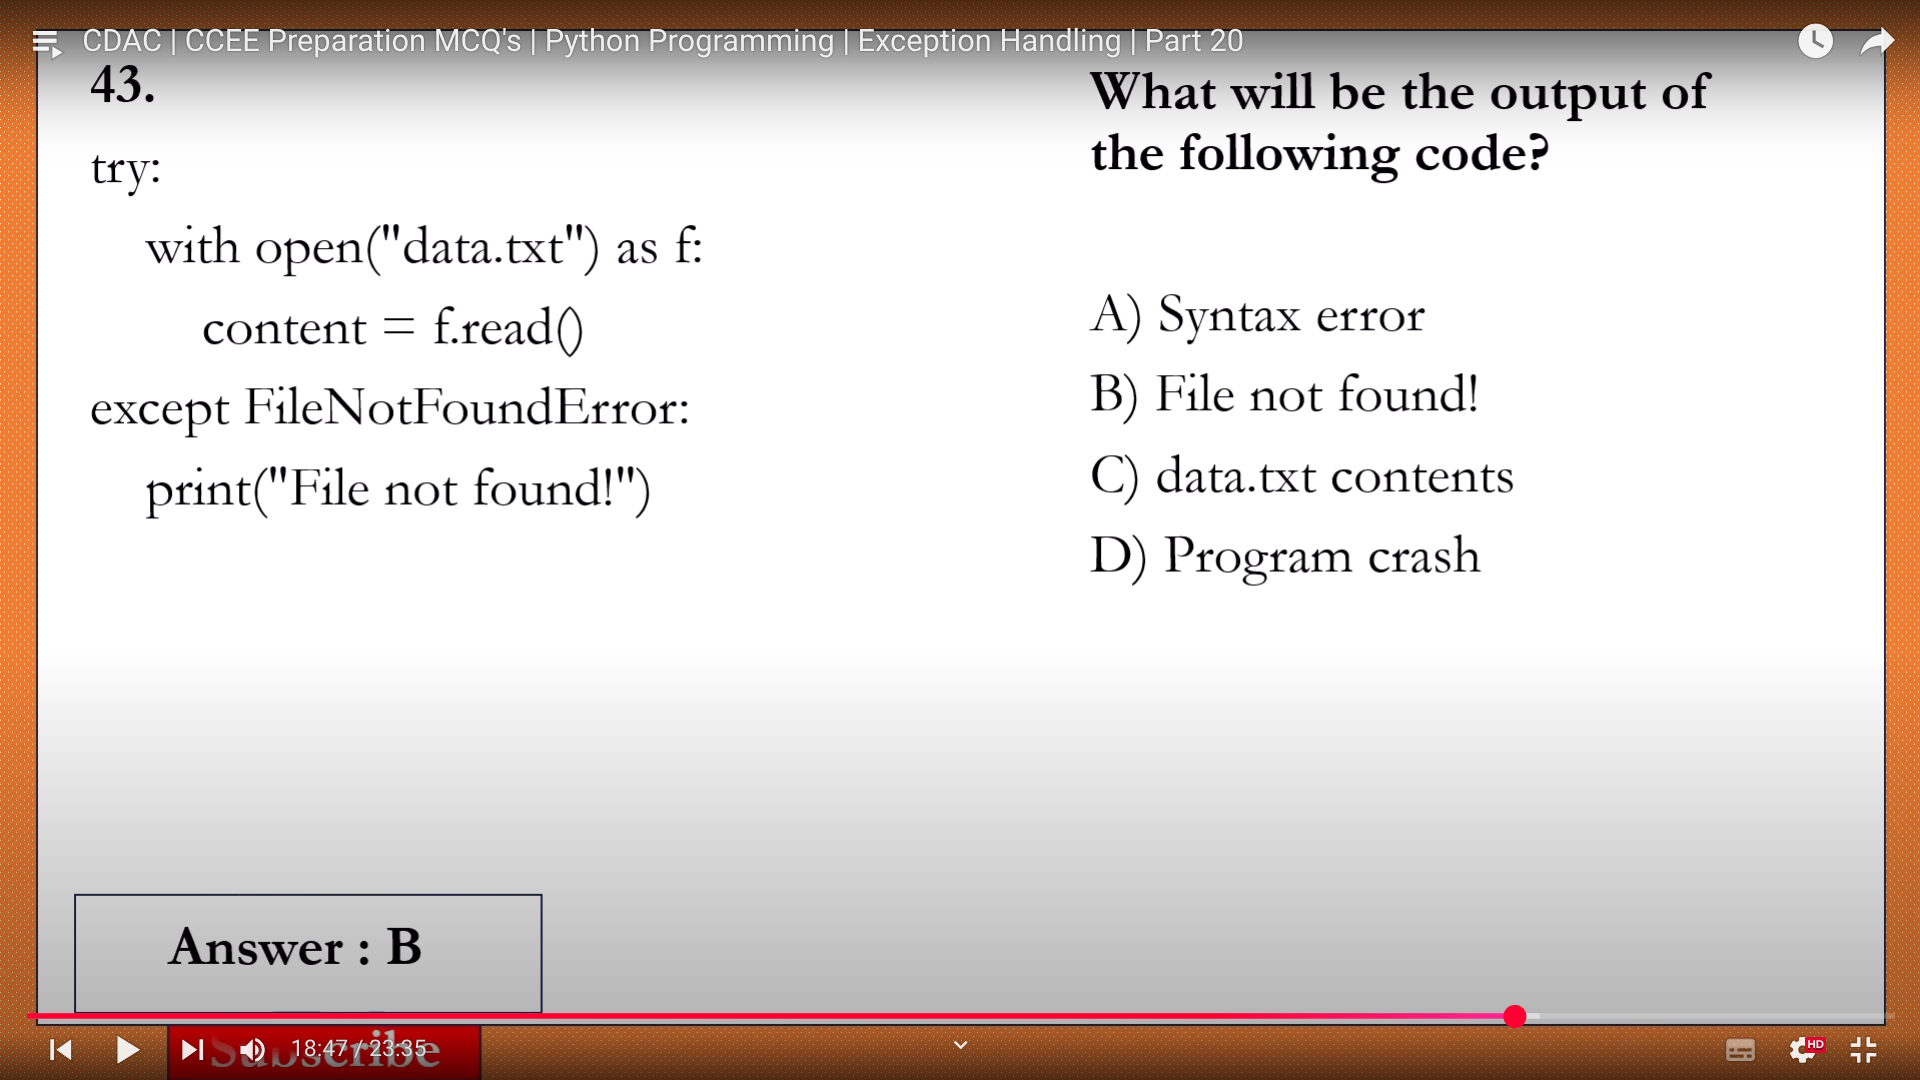 CDAC | CCEE Preparation MCQ's | Python Programming | Exception Handling | Part 20
43.
try:
with open("data.txt") as f:
content = f.read()
except FileNotFoundError:
print("File not found!")
What will be the output of
the following code?
A) Syntax error
B) File not found!
C) data.txt contents
D) Program crash
Answer : B
Subscribe
18:47 / 23:35
HD